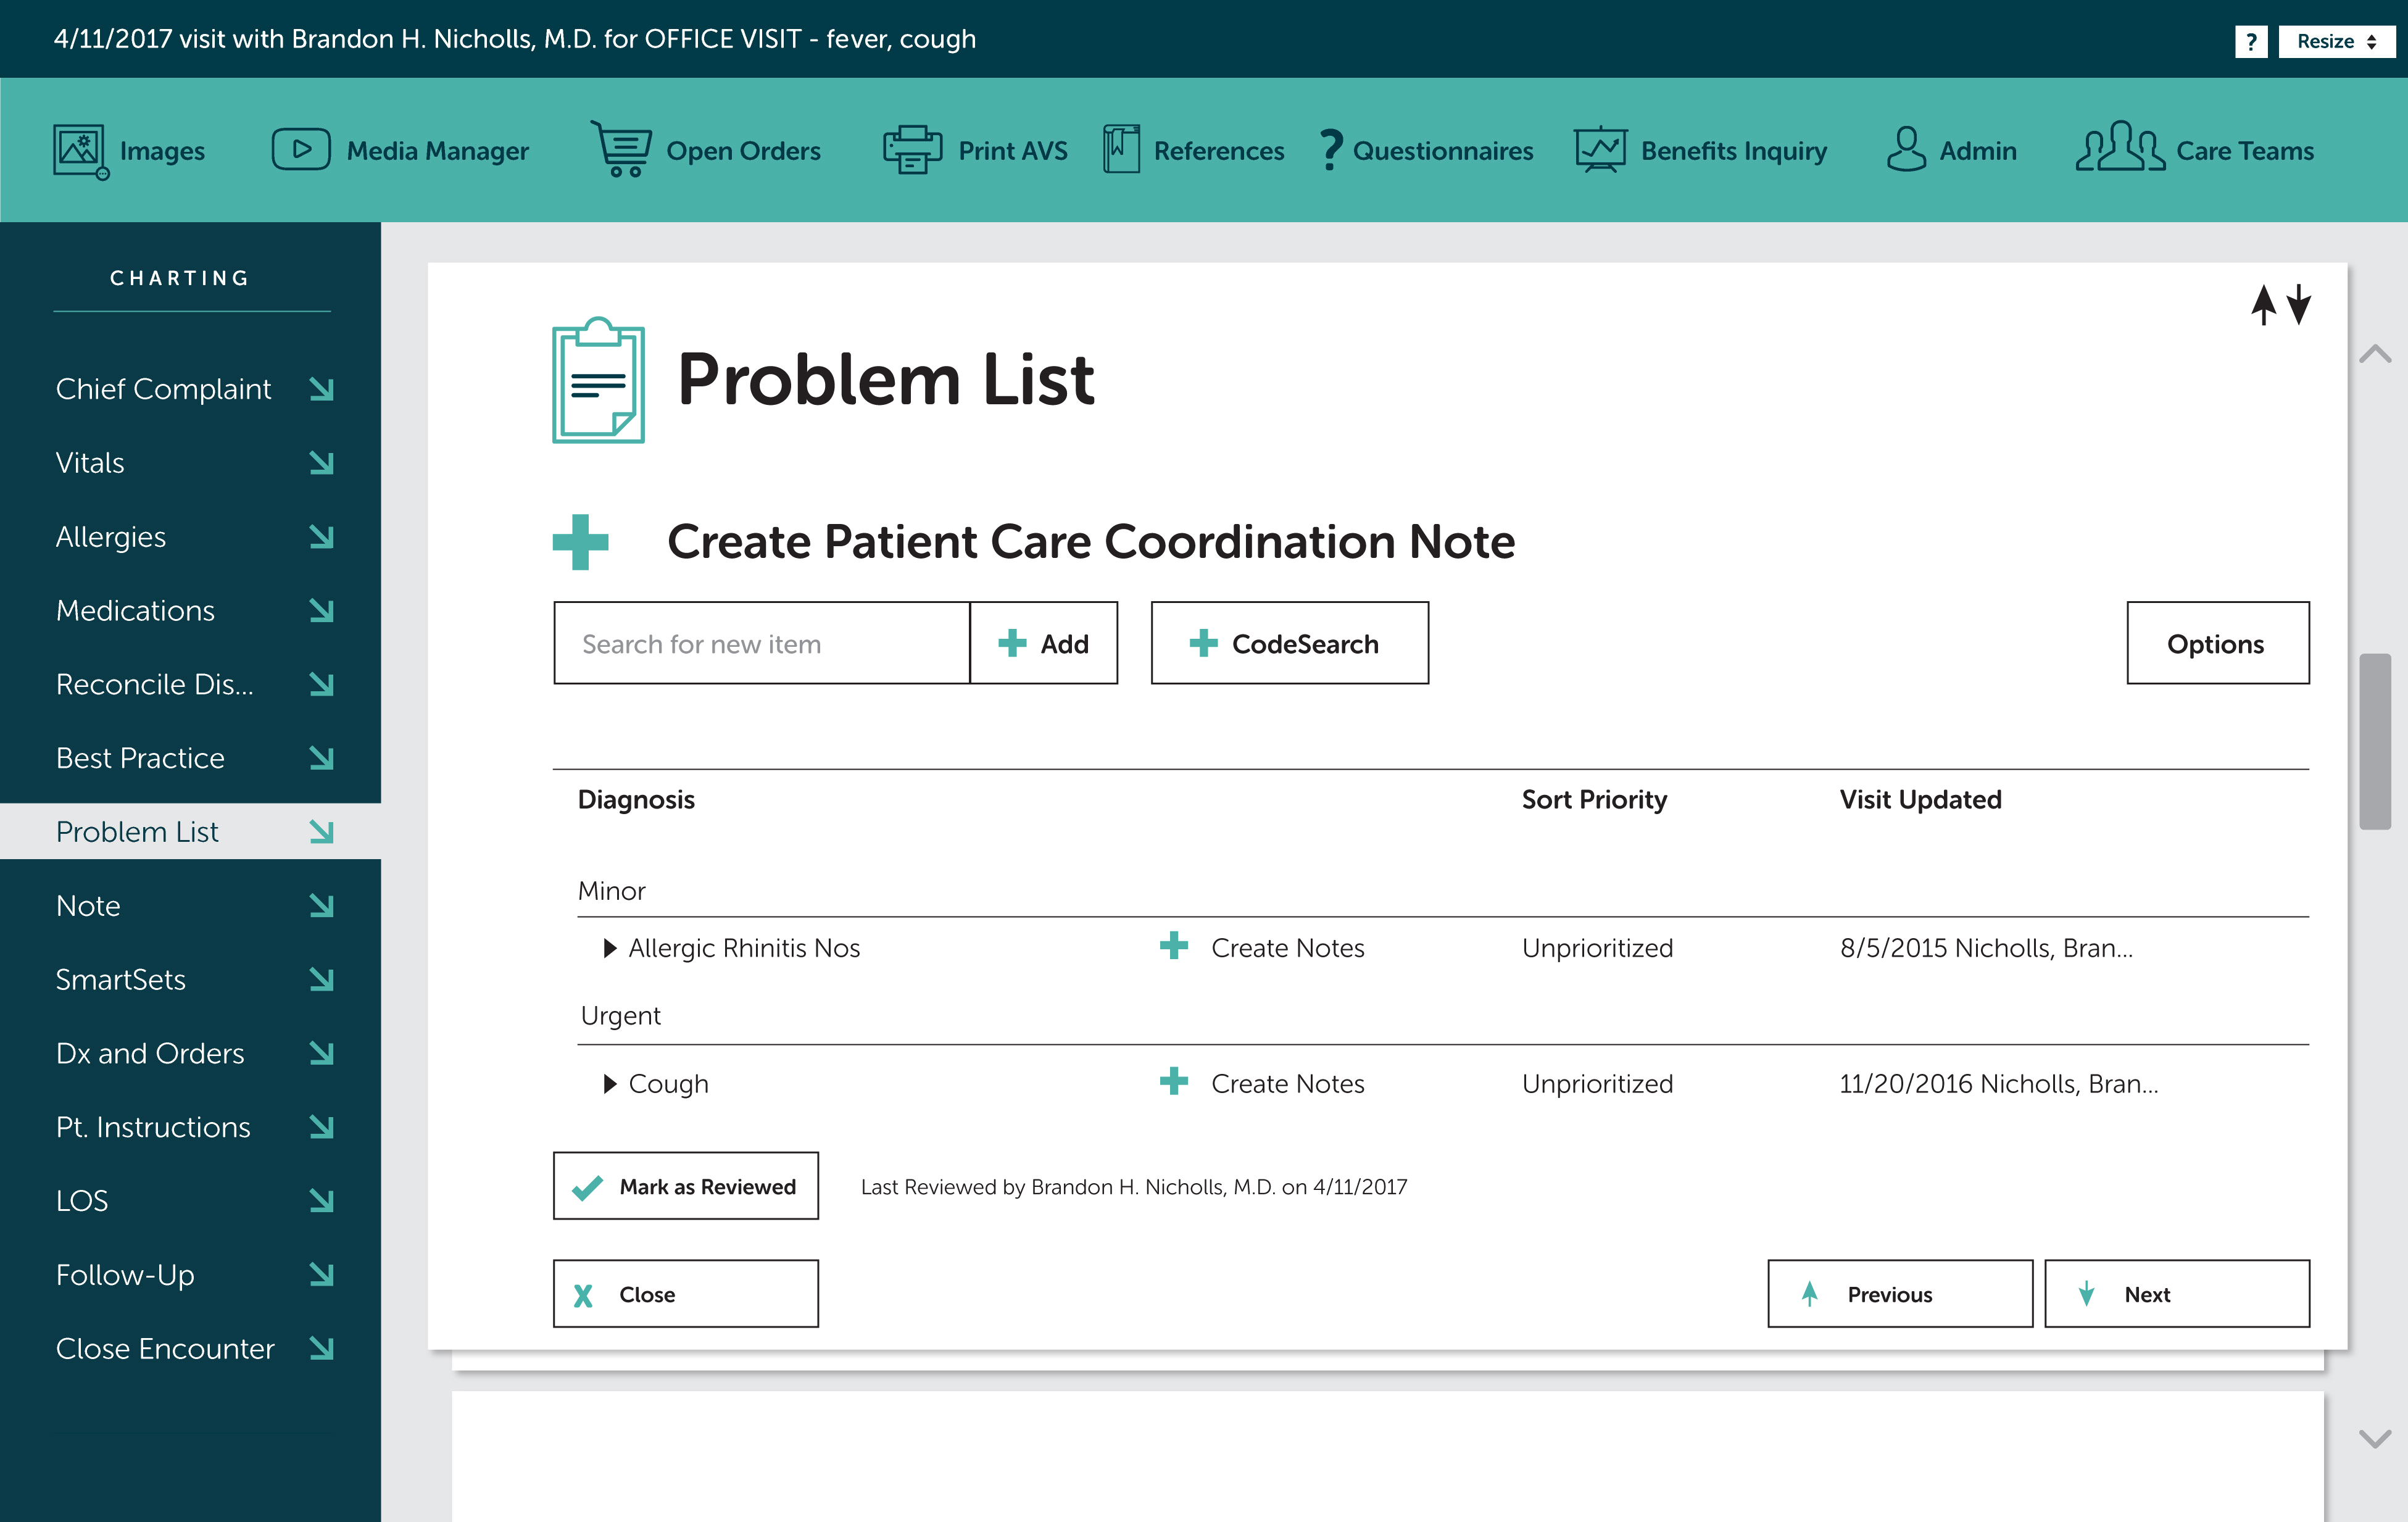 4/11/2017 visit with Brandon H. Nicholls, M.D. for OFFICE VISIT - fever, cough
? Resize
Images Media Manager Open Orders Print AVS References ? Questionnaires Benefits Inquiry Admin Care Teams
CHARTING
Chief Complaint
Vitals
Allergies
Medications
Reconcile Dis...
Best Practice
Problem List
Note
SmartSets
Dx and Orders
Pt. Instructions
LOS
Follow-Up
Close Encounter
Problem List
Create Patient Care Coordination Note
Search for new item Add CodeSearch Options
Diagnosis Sort Priority Visit Updated
Minor
Allergic Rhinitis Nos Create Notes Unprioritized 8/5/2015 Nicholls, Bran...
Urgent
Cough Create Notes Unprioritized 11/20/2016 Nicholls, Bran...
Mark as Reviewed Last Reviewed by Brandon H. Nicholls, M.D. on 4/11/2017
X Close Previous Next